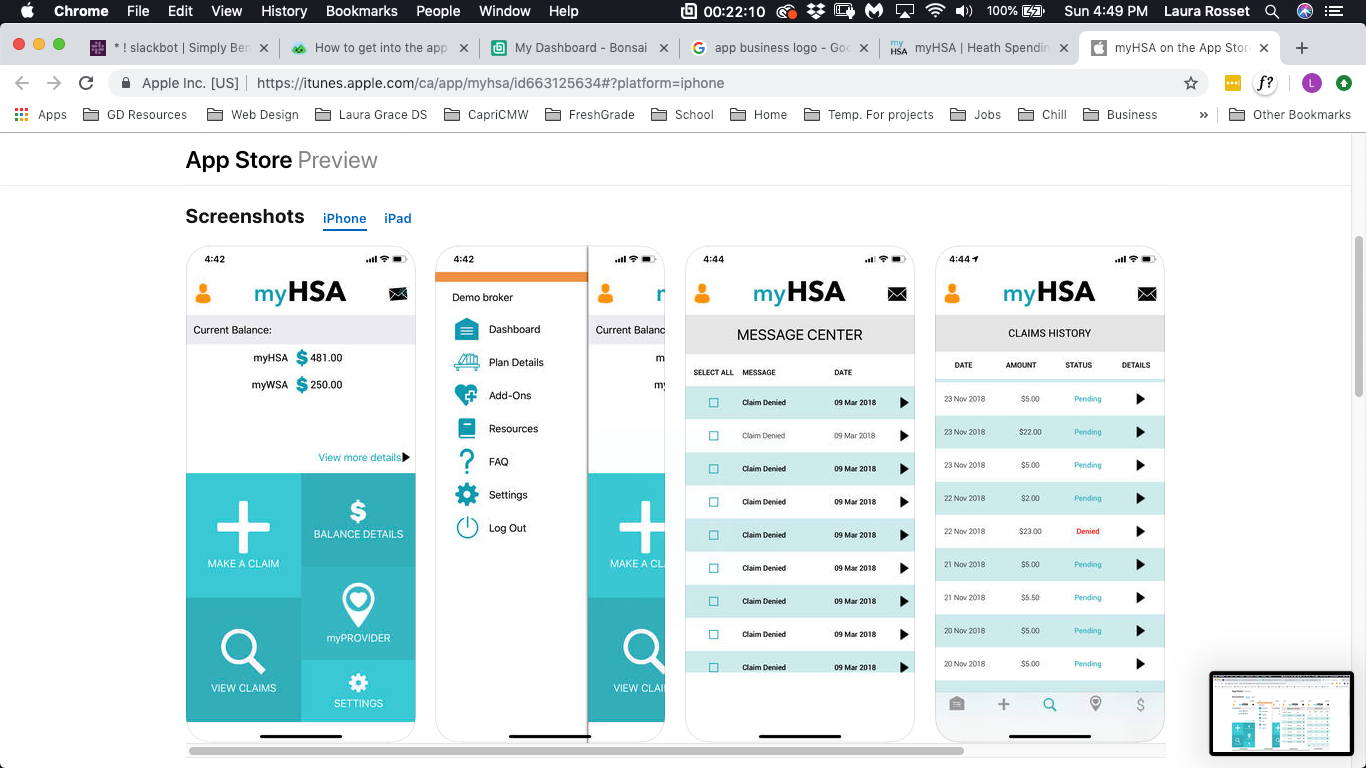 Chrome File Edit View History Bookmarks People Window Help 00:22:10 100% Sun 4:49 PM Laura Rosset
* ! slackbot | Simply Ben How to get into the app My Dashboard - Bonsai app business logo - Goo myHSA | Heath Spending myHSA on the App Store
Apple Inc. [US] https://itunes.apple.com/ca/app/myhsa/id663125634#?platform=iphone f? L
Apps GD Resources Web Design Laura Grace DS CapriCMW FreshGrade School Home Temp. For projects Jobs Chill Business » Other Bookmarks
App Store Preview
Screenshots iPhone iPad
4:42
myHSA
Current Balance:
myHSA $ 481.00
myWSA $ 250.00
View more details
MAKE A CLAIM
$
BALANCE DETAILS
myPROVIDER
VIEW CLAIMS
SETTINGS
4:42
Demo broker
Dashboard
Plan Details
Add-Ons
Resources
? FAQ
Settings
Log Out
Current Balanc
MAKE A CL
VIEW CLAI
4:44
myHSA
MESSAGE CENTER
SELECT ALL MESSAGE DATE
Claim Denied 09 Mar 2018
Claim Denied 09 Mar 2018
Claim Denied 09 Mar 2018
Claim Denied 09 Mar 2018
Claim Denied 09 Mar 2018
Claim Denied 09 Mar 2018
Claim Denied 09 Mar 2018
Claim Denied 09 Mar 2018
Claim Denied 09 Mar 2018
4:44
myHSA
CLAIMS HISTORY
DATE AMOUNT STATUS DETAILS
23 Nov 2018 $5.00 Pending
23 Nov 2018 $22.00 Pending
23 Nov 2018 $5.00 Pending
22 Nov 2018 $2.00 Pending
22 Nov 2018 $23.00 Denied
21 Nov 2018 $5.00 Pending
21 Nov 2018 $5.50 Pending
20 Nov 2018 $5.00 Pending
20 Nov 2018 $5.00 Pending
$